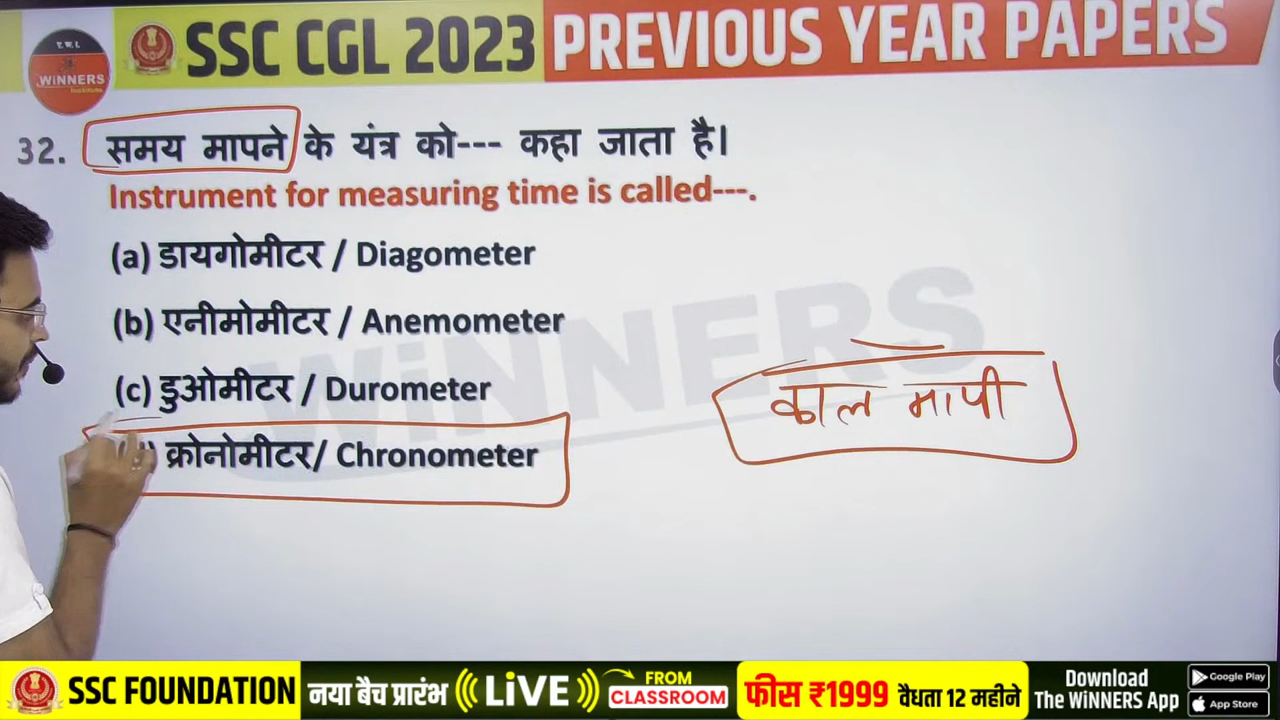 ए.आ.I.
WiNNERS
Institute
SSC CGL 2023 PREVIOUS YEAR PAPERS
32. समय मापने के यंत्र को--- कहा जाता है।
Instrument for measuring time is called---.
(a) डायगोमीटर / Diagometer
(b) एनीमोमीटर / Anemometer
(c) डुओमीटर / Durometer
क्रोनोमीटर/ Chronometer
काल मापी
WiNNERS
SSC FOUNDATION नया बैच प्रारंभ LiVE FROM CLASSROOM फीस ₹1999 वैधता 12 महीने Download The WiNNERS App Google Play App Store